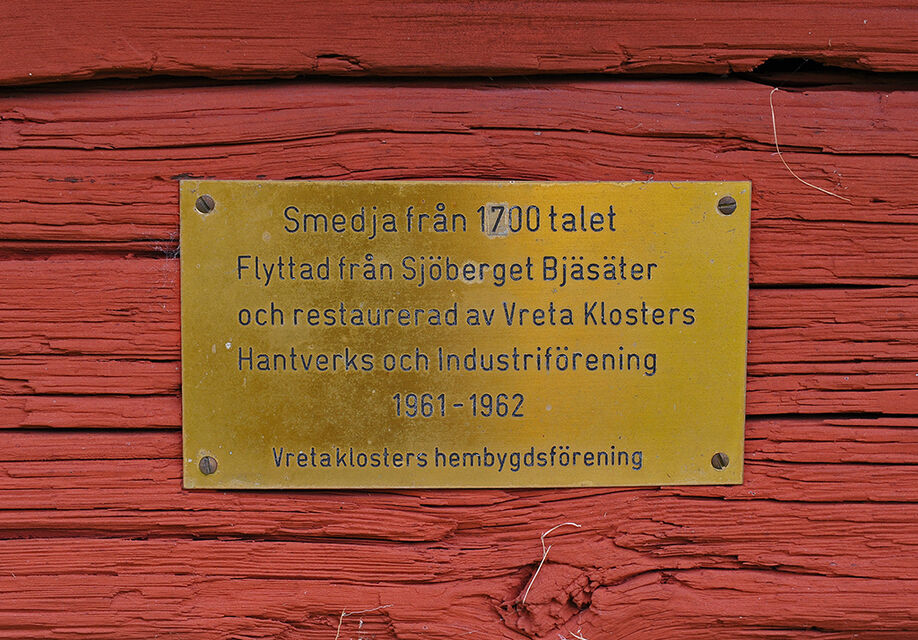 Smedja från 1700 talet
Flyttad från Sjöberget Bjäsäter
och restaurerad av Vreta Klosters
Hantverks och Industriförening
1961-1962
Vretaklosters hembygdsförening